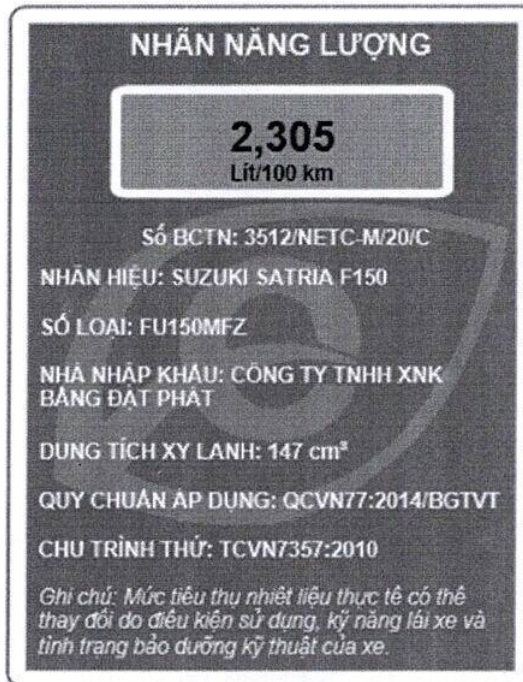 NHÃN NĂNG LƯỢNG
2,305
Lít/100 km
Số BCTN: 3512/NETC-M/20/C
NHÃN HIỆU: SUZUKI SATRIA F150
SỐ LOẠI: FU150MFZ
NHÀ NHẬP KHẨU: CÔNG TY TNHH XNK
BẰNG ĐẠT PHÁT
DUNG TÍCH XY LANH: 147 cm³
QUY CHUẨN ÁP DỤNG: QCVN77:2014/BGTVT
CHU TRÌNH THỬ: TCVN7357:2010
Ghi chú: Mức tiêu thụ nhiệt liệu thực tế có thể
thay đổi do điều kiện sử dụng, kỹ năng lái xe và
tình trạng bảo dưỡng kỹ thuật của xe.